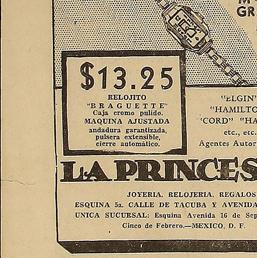 M
GR
$13.25
RELOJITO
"BRAGUETTE"
Caja cromo pulido.
MAQUINA AJUSTADA
andadura garantizada,
pulsera extensible,
cierre automático.
"ELGIN"
"HAMILTO
'CORD" "HA
etc., etc.
Agentes Autor
LA PRINCES
JOYERIA. RELOJERIA. REGALOS
ESQUINA 5a. CALLE DE TACUBA Y AVENIDA
UNICA SUCURSAL: Esquina Avenida 16 de Sep
Cinco de Febrero.—MEXICO, D. F.